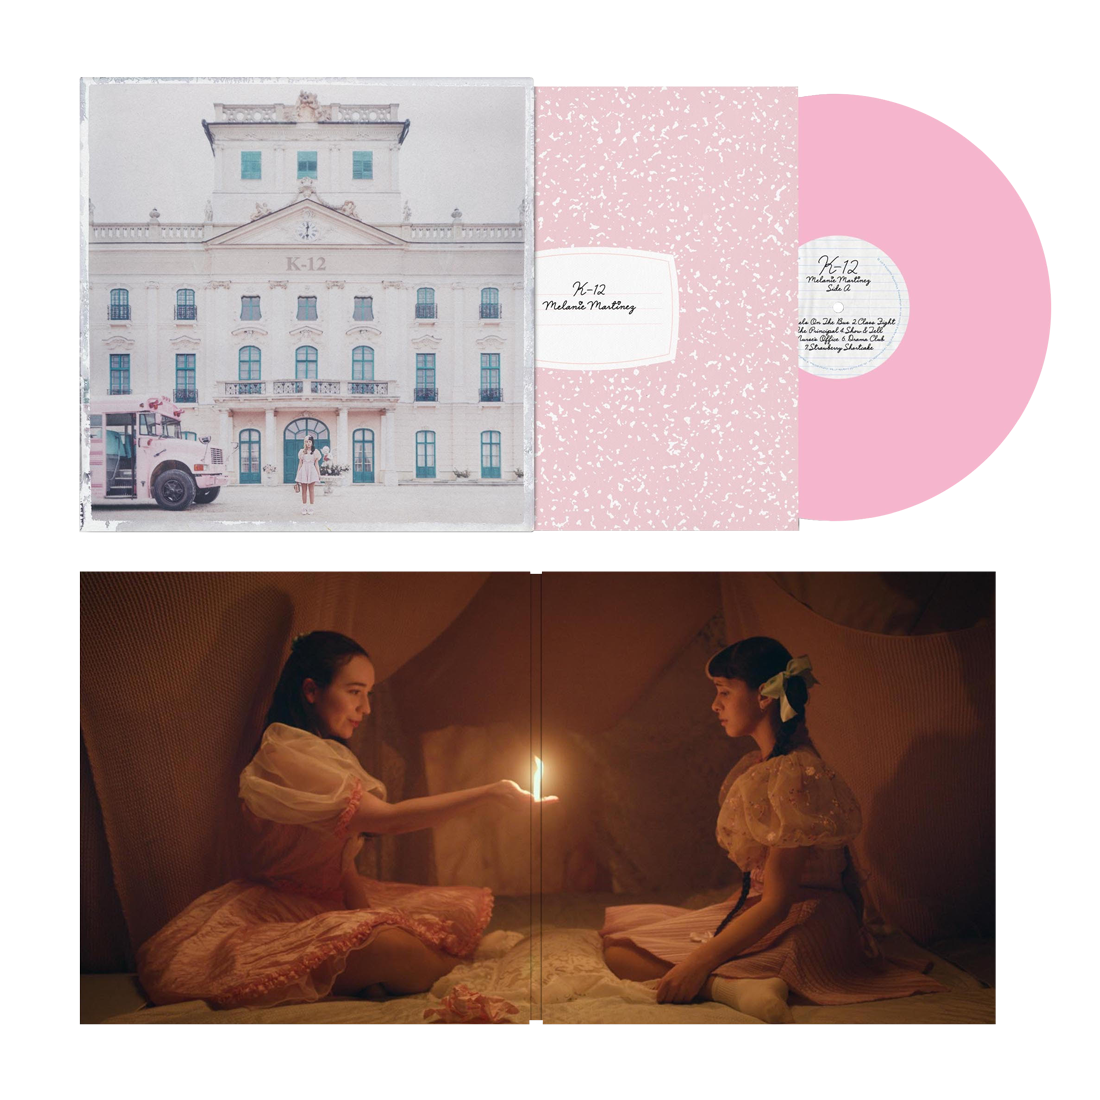 K-12
K-12
Melanie Martinez
K-12
Melanie Martinez
Side A
On The Bus 2.Class Fight
Principal 4.Show & Tell
Office 6. Drama Club
7.Strawberry Shortcake